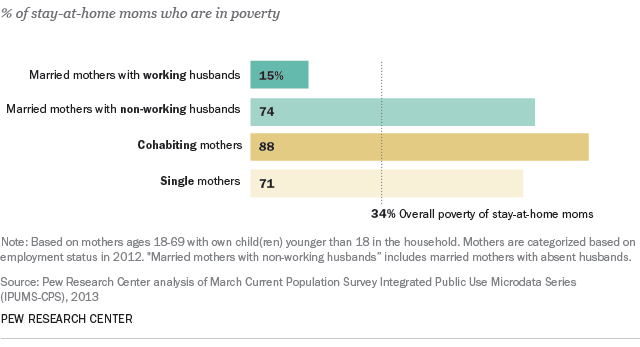 % of stay-at-home moms who are in poverty
Married mothers with working husbands 15%
Married mothers with non-working husbands 74
Cohabiting mothers 88
Single mothers 71
34% Overall poverty of stay-at-home moms
Note: Based on mothers ages 18-69 with own child(ren) younger than 18 in the household. Mothers are categorized based on
employment status in 2012. "Married mothers with non-working husbands” includes married mothers with absent husbands.
Source: Pew Research Center analysis of March Current Population Survey Integrated Public Use Microdata Series
(IPUMS-CPS), 2013
PEW RESEARCH CENTER